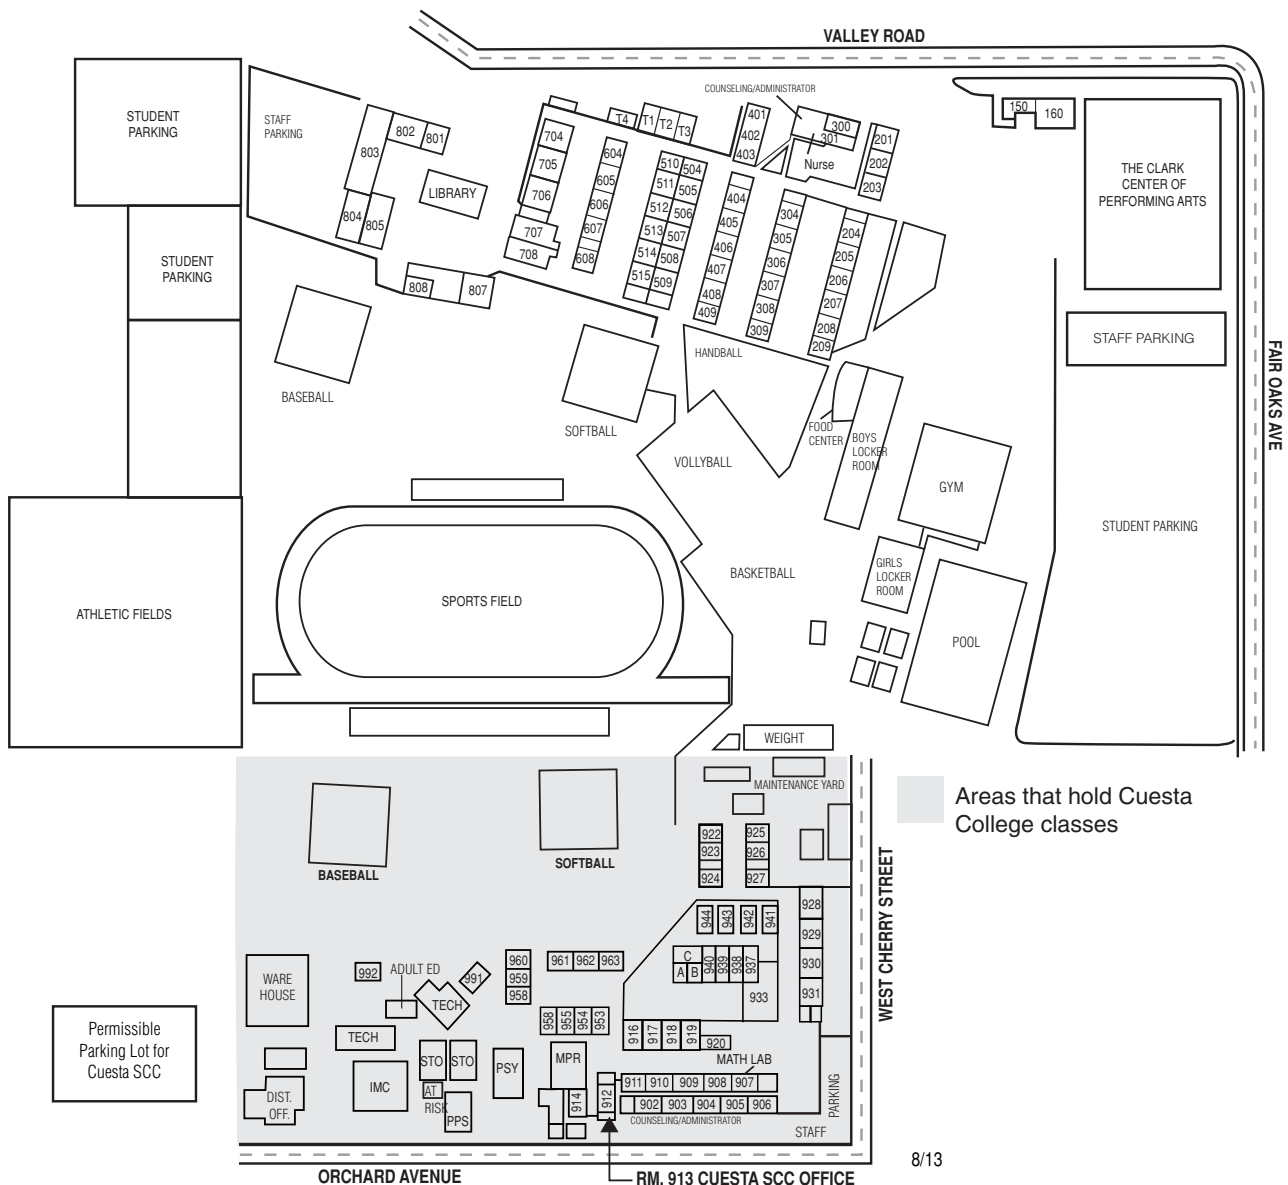 VALLEY ROAD
STUDENT
PARKING
STAFF
PARKING
COUNSELING/ADMINISTRATOR
150
160
THE CLARK
CENTER OF
PERFORMING ARTS
802
801
803
804
805
LIBRARY
808
807
704
705
706
707
708
T4
T1
T2
T3
604
605
606
607
608
510
504
511
505
512
506
513
507
514
508
515
509
401
402
403
404
405
406
407
408
409
300
301
Nurse
304
305
306
307
308
309
201
202
203
204
205
206
207
208
209
STUDENT
PARKING
STAFF PARKING
FAIR OAKS AVE
BASEBALL
SOFTBALL
HANDBALL
VOLLYBALL
FOOD
CENTER
BOYS
LOCKER
ROOM
GYM
STUDENT PARKING
BASKETBALL
GIRLS
LOCKER
ROOM
POOL
ATHLETIC FIELDS
SPORTS FIELD
WEIGHT
MAINTENANCE YARD
Areas that hold Cuesta
College classes
BASEBALL
SOFTBALL
922
923
924
925
926
927
928
929
930
931
WEST CHERRY STREET
944
943
942
941
C
A
B
940
939
938
937
933
WARE
HOUSE
992
ADULT ED
991
TECH
960
959
958
961
962
963
958
955
954
953
916
917
918
919
920
MATH LAB
TECH
STO
STO
PSY
MPR
IMC
AT
RISK
PPS
DIST.
OFF.
914
912
911
910
909
908
907
902
903
904
905
906
COUNSELING/ADMINISTRATOR
STAFF
PARKING
Permissible
Parking Lot for
Cuesta SCC
ORCHARD AVENUE
RM. 913 CUESTA SCC OFFICE
8/13